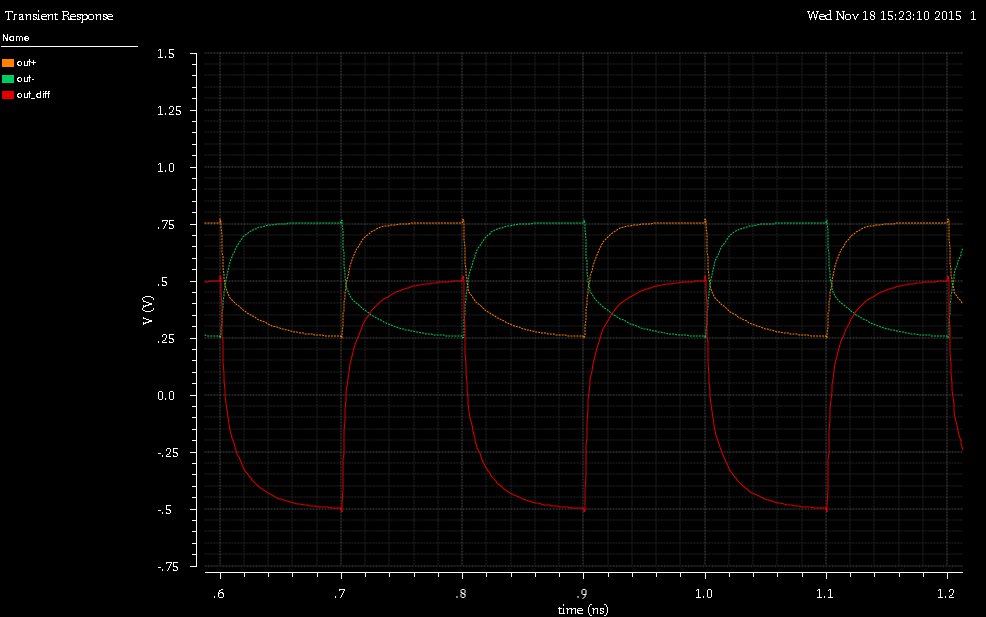 Transient Response
Wed Nov 18 15:23:10 2015 1
Name
out+
out-
out_diff
1.5
1.25
1.0
.75
.5
.25
0.0
-.25
-.5
-.75
V (V)
.6 .7 .8 .9 1.0 1.1 1.2
time (ns)